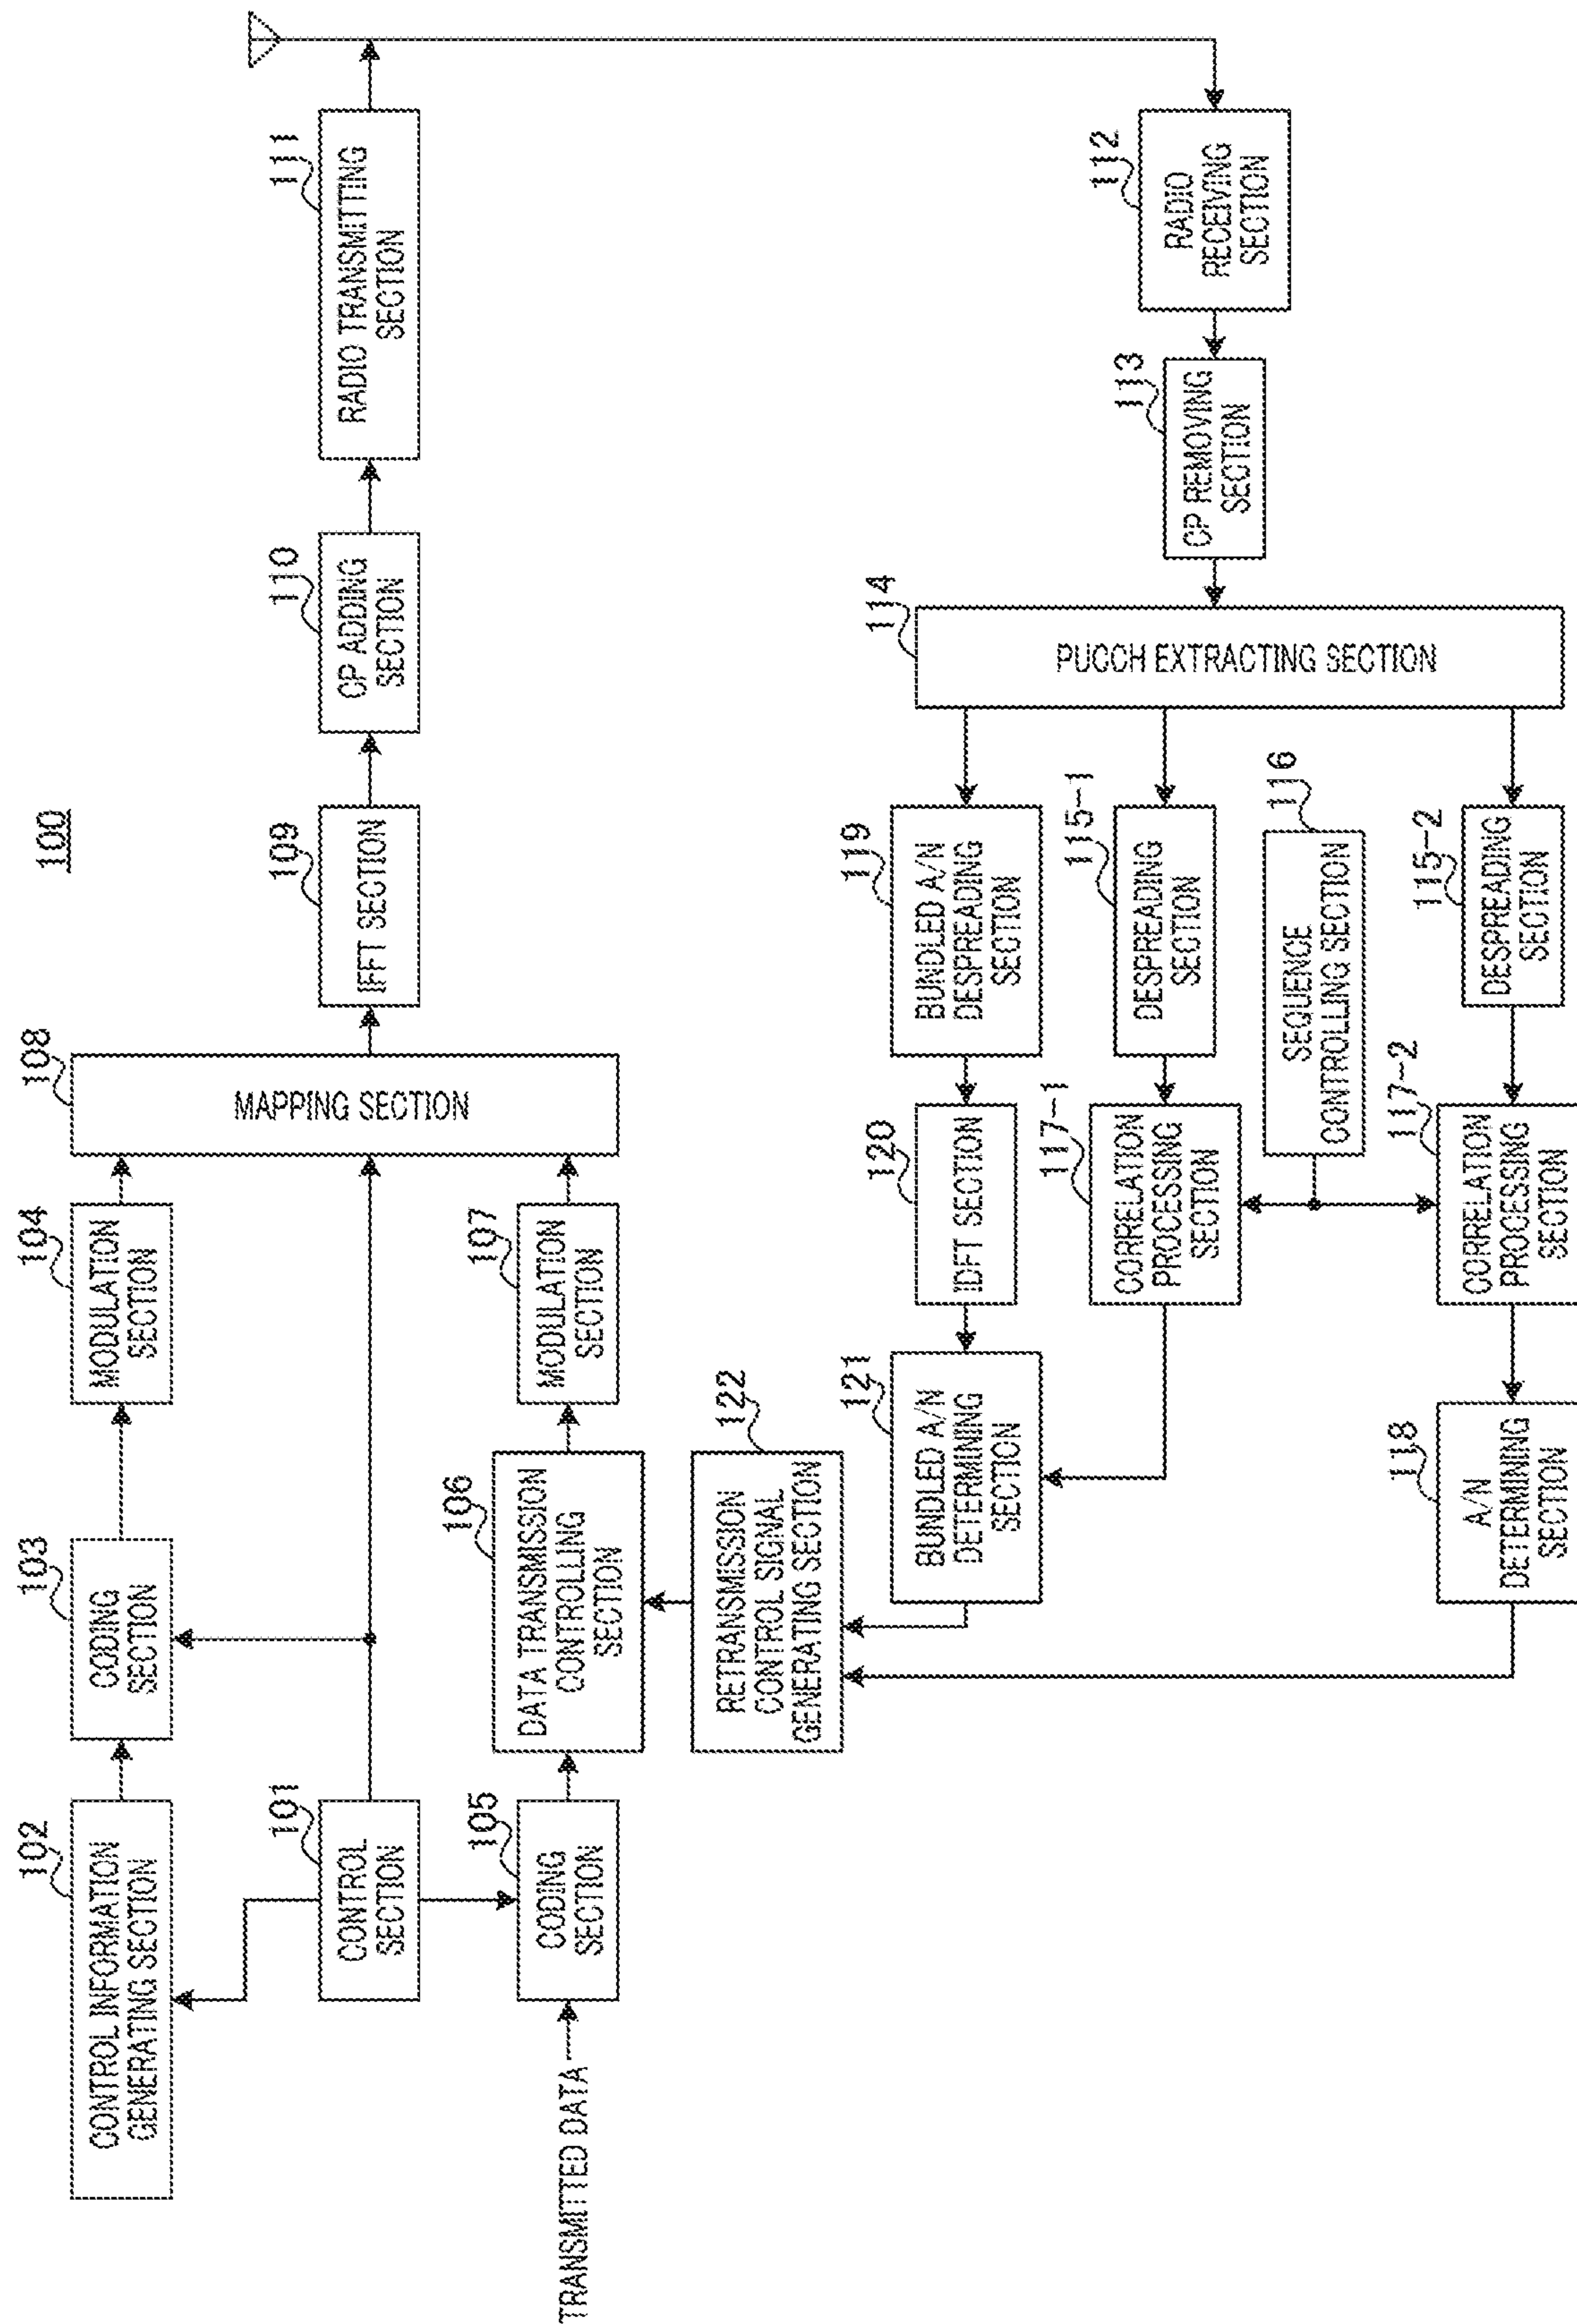 100
102
CONTROL INFORMATION
GENERATING SECTION
103
CODING
SECTION
104
MODULATION
SECTION
108
MAPPING SECTION
109
IFFT SECTION
110
CP ADDING
SECTION
111
RADIO TRANSMITTING
SECTION
101
CONTROL
SECTION
TRANSMITTED DATA
105
CODING
SECTION
106
DATA TRANSMISSION
CONTROLLING
SECTION
107
MODULATION
SECTION
122
RETRANSMISSION
CONTROL SIGNAL
GENERATING SECTION
121
BUNDLED A/N
DETERMINING
SECTION
120
IDFT SECTION
119
BUNDLED A/N
DESPREADING
SECTION
114
PUCCH EXTRACTING SECTION
113
CP REMOVING
SECTION
112
RADIO
RECEIVING
SECTION
117-1
CORRELATION
PROCESSING
SECTION
115-1
DESPREADING
SECTION
116
SEQUENCE
CONTROLLING SECTION
118
A/N
DETERMINING
SECTION
117-2
CORRELATION
PROCESSING
SECTION
115-2
DESPREADING
SECTION